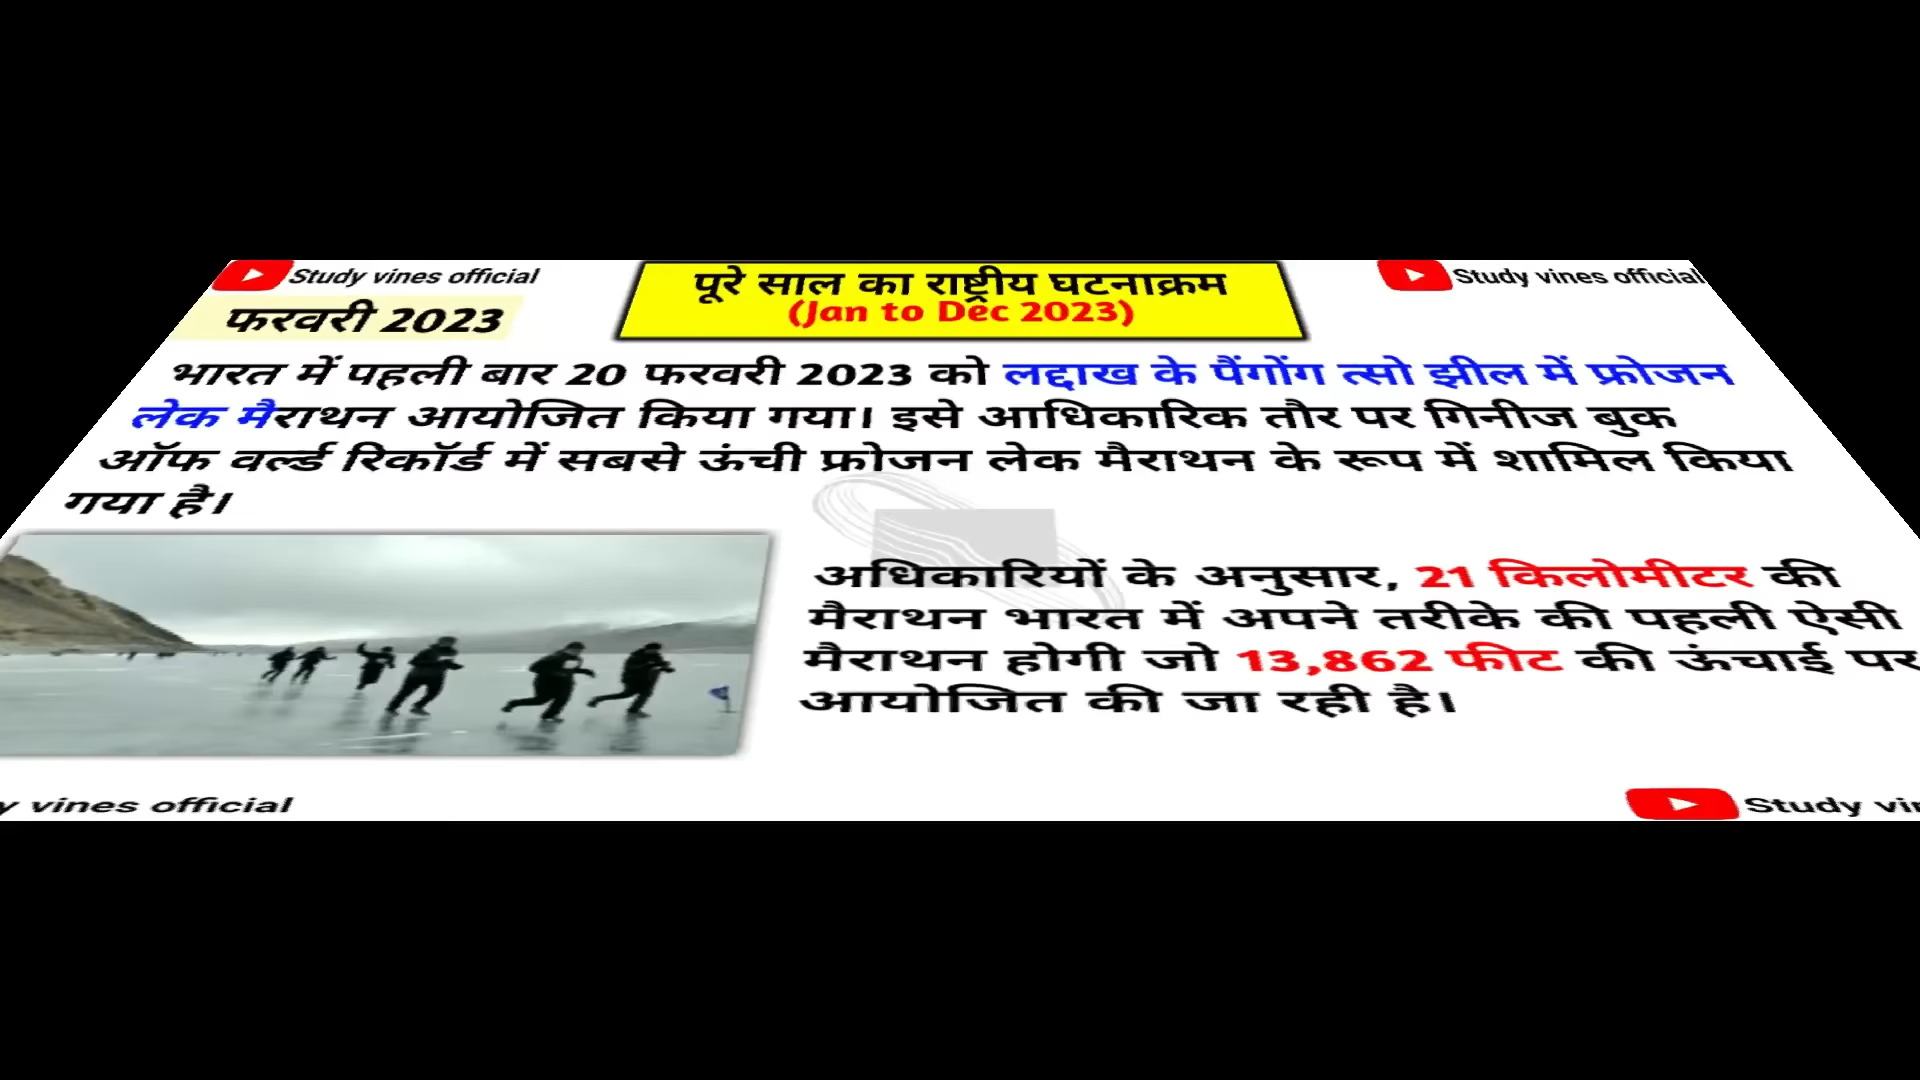 Study vines official
पूरे साल का राष्ट्रीय घटनाक्रम
(Jan to Dec 2023)
Study vines official
फरवरी 2023
भारत में पहली बार 20 फरवरी 2023 को लद्दाख के पैंगोंग त्सो झील में फ्रोजन
लेक मैराथन आयोजित किया गया। इसे आधिकारिक तौर पर गिनीज बुक
ऑफ वर्ल्ड रिकॉर्ड में सबसे ऊंची फ्रोजन लेक मैराथन के रूप में शामिल किया
गया है।
अधिकारियों के अनुसार, 21 किलोमीटर की
मैराथन भारत में अपने तरीके की पहली ऐसी
मैराथन होगी जो 13,862 फीट की ऊंचाई पर
आयोजित की जा रही है।
vines official
Study